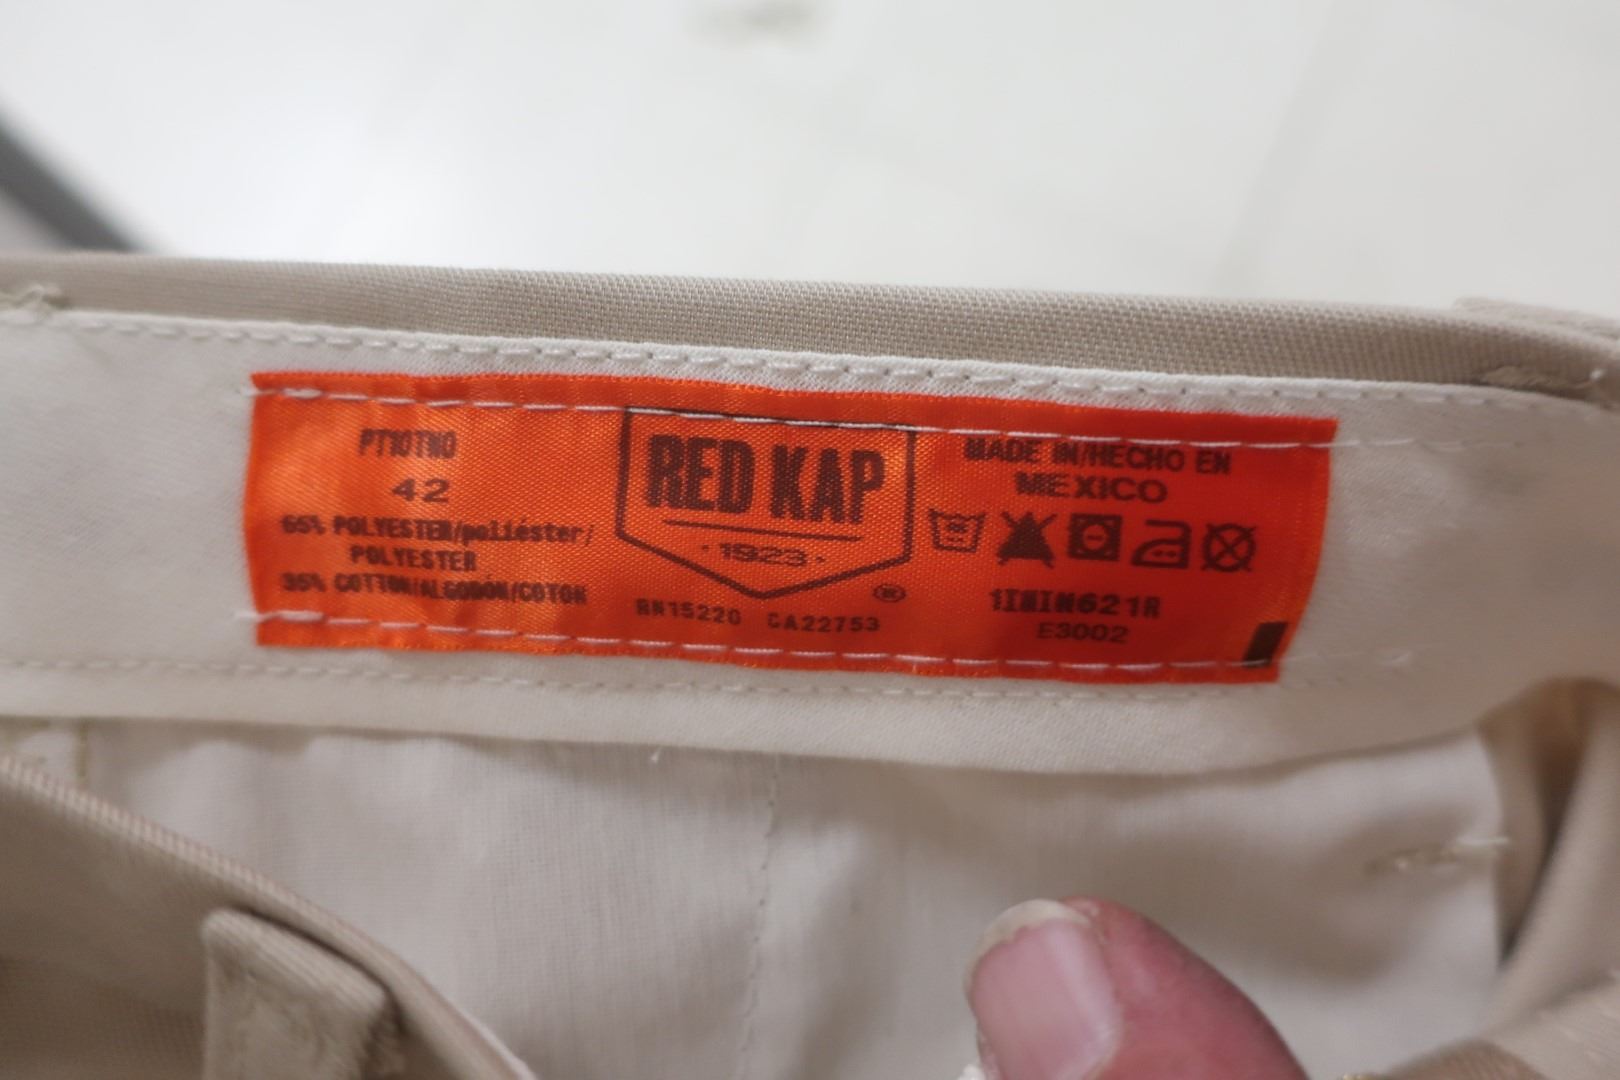 PT10TN0
42
65% POLYESTER/poliéster/
POLYESTER
35% COTTON/ALGODÓN/COTON
RED KAP
·1923·
®
RN15220 CA22753
MADE IN/HECHO EN
MEXICO
E3002